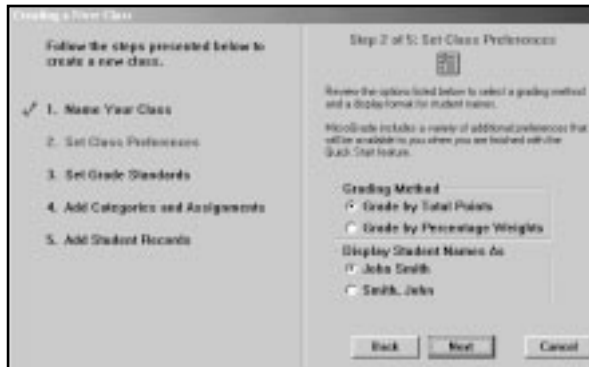 Creating a New Class
Follow the steps presented below to
create a new class.
1. Name Your Class
2. Set Class Preferences
3. Set Grade Standards
4. Add Categories and Assignments
5. Add Student Records
Step 2 of 5: Set Class Preferences
Review the options listed below to select a grading method
and a display format for student names.
MicroGrade includes a variety of additional preferences that
will be available to you when you are finished with the
Quick Start feature.
Grading Method
Grade by Total Points
Grade by Percentage Weights
Display Student Names As
John Smith
Smith, John
Back Next Cancel